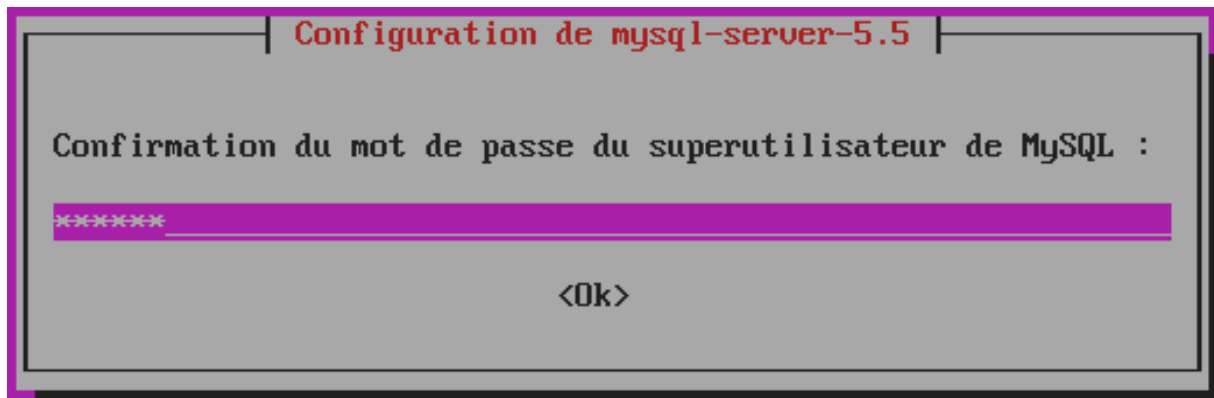 Configuration de mysql-server-5.5
Confirmation du mot de passe du superutilisateur de MySQL :
******
<Ok>